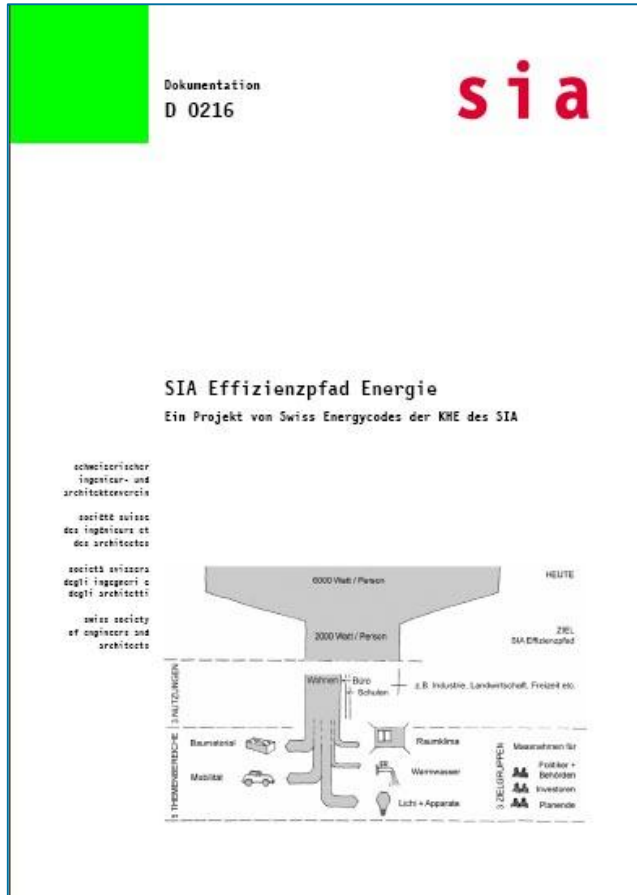 Dokumentation
D 0216
sia
SIA Effizienzpfad Energie
Ein Projekt von Swiss Energycodes der KHE des SIA
schweizerischer
ingenieur- und
architektenverein
société suisse
des ingénieurs et
des architectes
società svizzera
degli ingegneri e
degli architetti
swiss society
of engineers and
architects
6000 Watt / Person
HEUTE
2000 Watt / Person
ZIEL
SIA Effizienzpfad
3 NUTZUNGEN
Wohnen
Büro
Schulen
z.B. Industrie, Landwirtschaft, Freizeit etc.
5 THEMENBEREICHE
Baumaterial
Mobilität
Raumklima
Warmwasser
Licht + Apparate
3 ZIELGRUPPEN
Massnahmen für
Politiker +
Behörden
Investoren
Planende